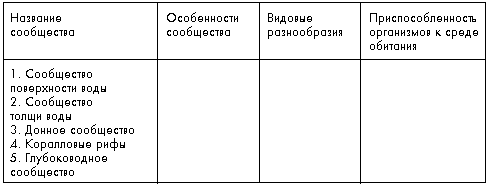 Название сообщества
Особенности сообщества
Видовые разнообразия
Приспособленность организмов к среде обитания
1. Сообщество
поверхности воды
2. Сообщество
толщи воды
3. Донное сообщество
4. Коралловые рифы
5. Глубоководное
сообщество